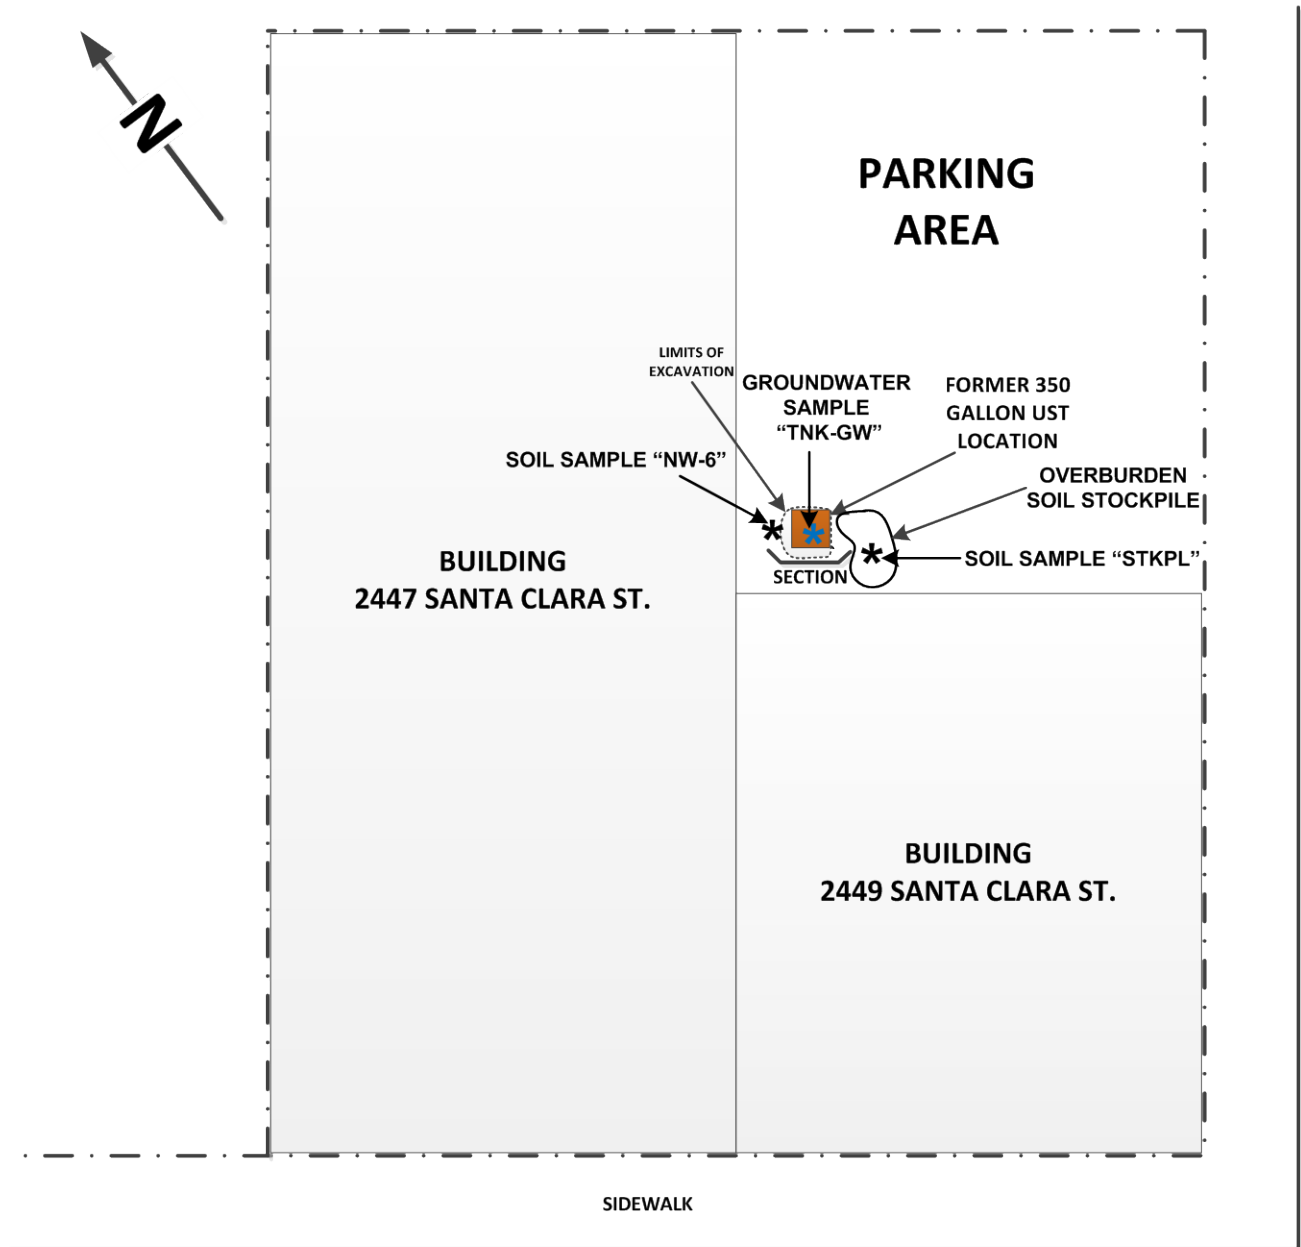 N
PARKING
AREA
LIMITS OF
EXCAVATION
GROUNDWATER
SAMPLE
“TNK-GW”
FORMER 350
GALLON UST
LOCATION
SOIL SAMPLE “NW-6”
OVERBURDEN
SOIL STOCKPILE
SOIL SAMPLE “STKPL”
SECTION
BUILDING
2447 SANTA CLARA ST.
BUILDING
2449 SANTA CLARA ST.
SIDEWALK